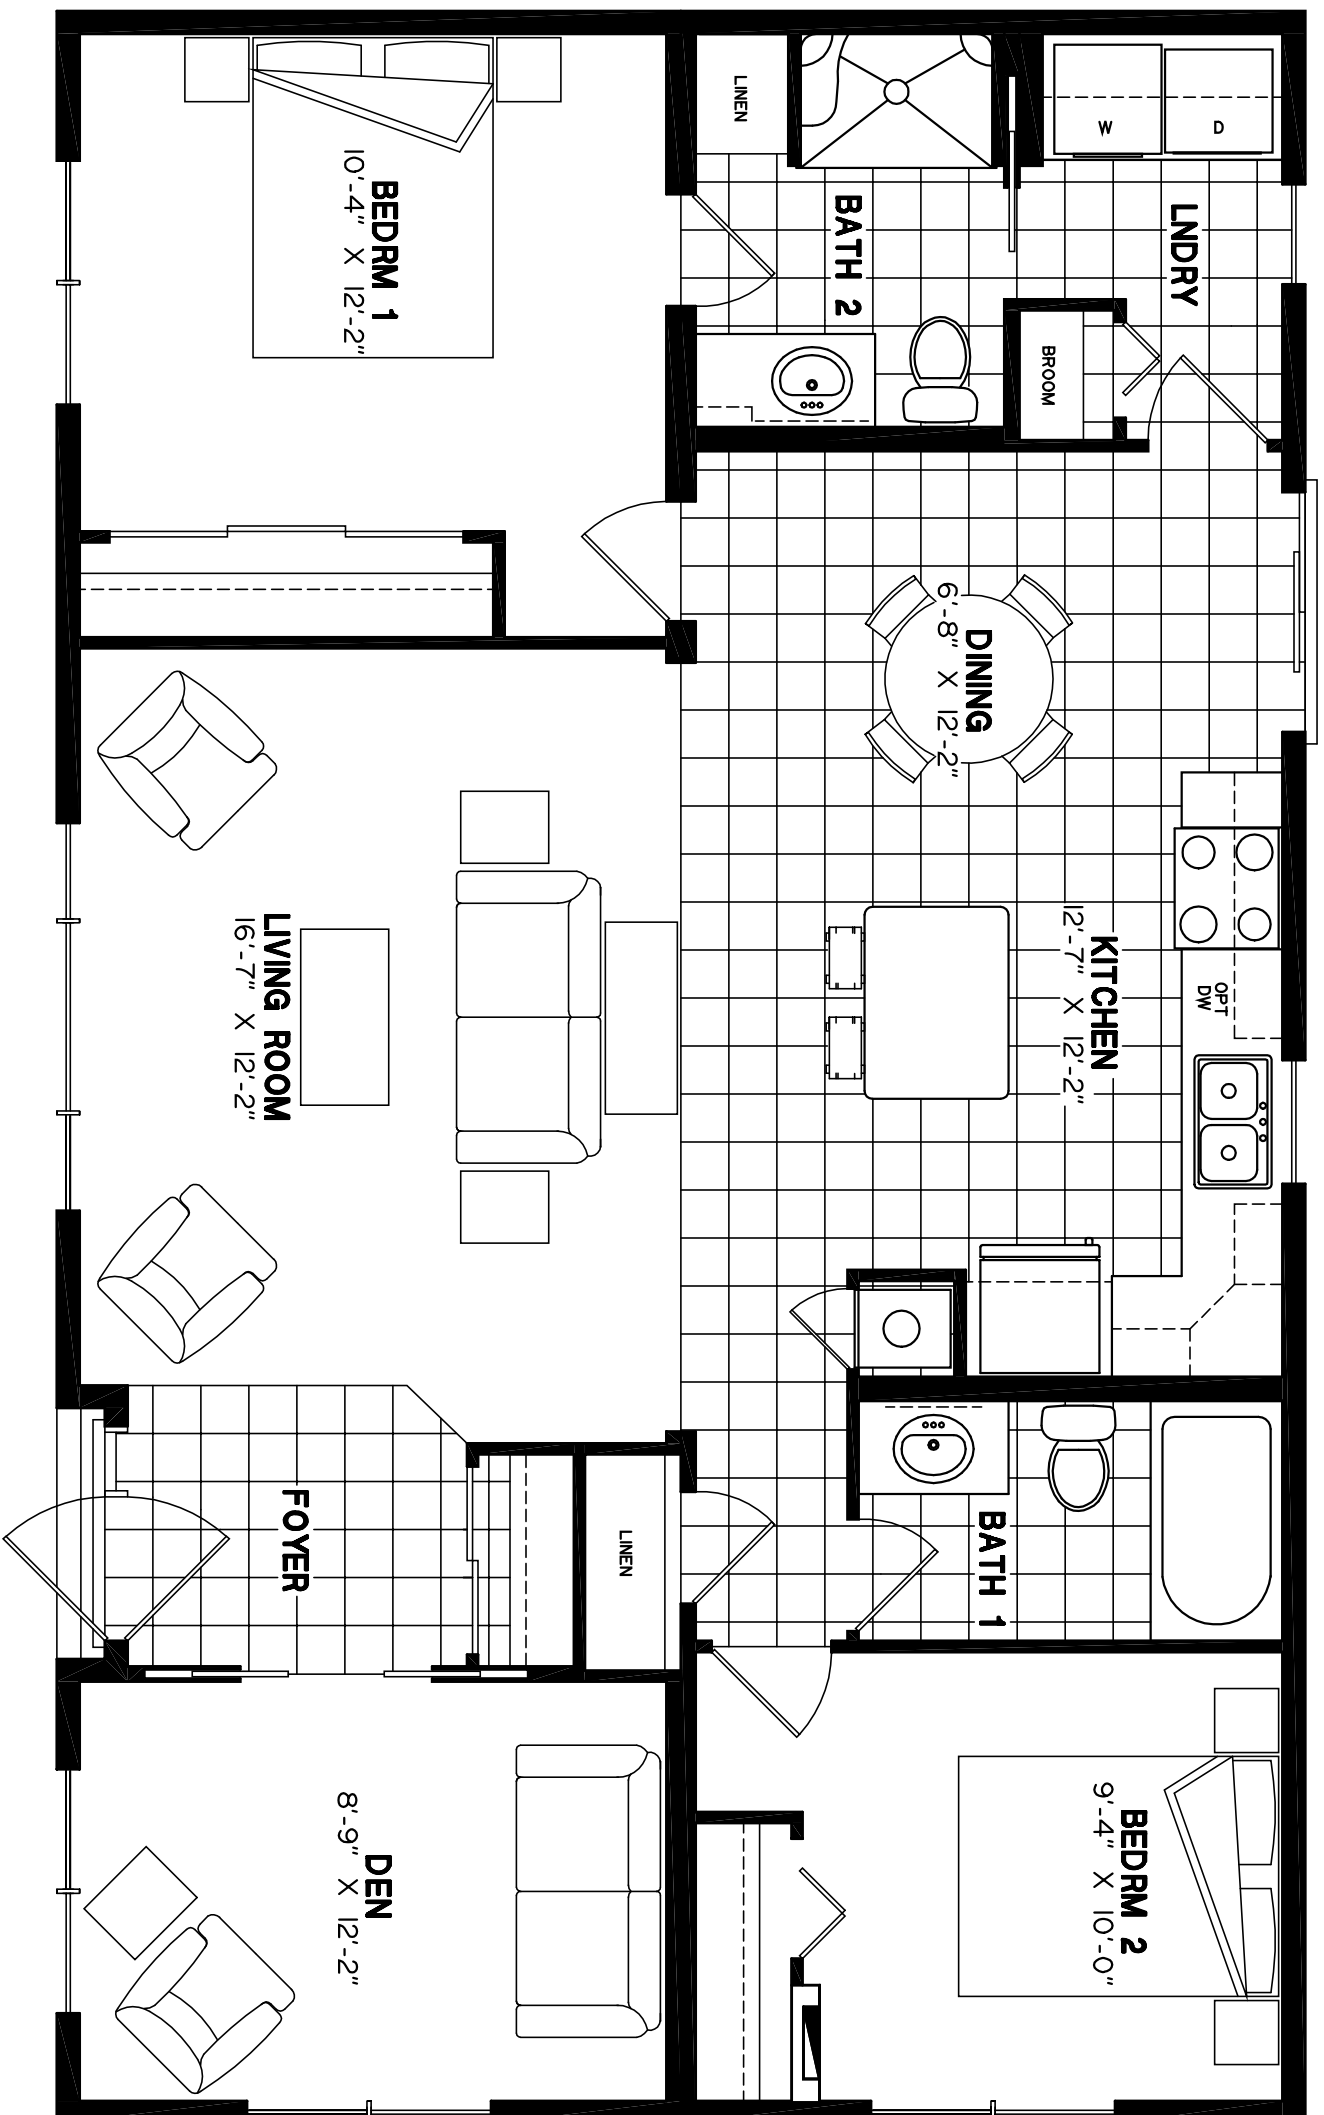 LNDRY
D
W
BROOM
LINEN
BATH 2
BEDRM 1
10'-4" X 12'-2"
DINING
6'-8" X 12'-2"
KITCHEN
12'-7" X 12'-2"
OPT
DW
LIVING ROOM
16'-7" X 12'-2"
BATH 1
LINEN
FOYER
BEDRM 2
9'-4" X 10'-0"
DEN
8'-9" X 12'-2"